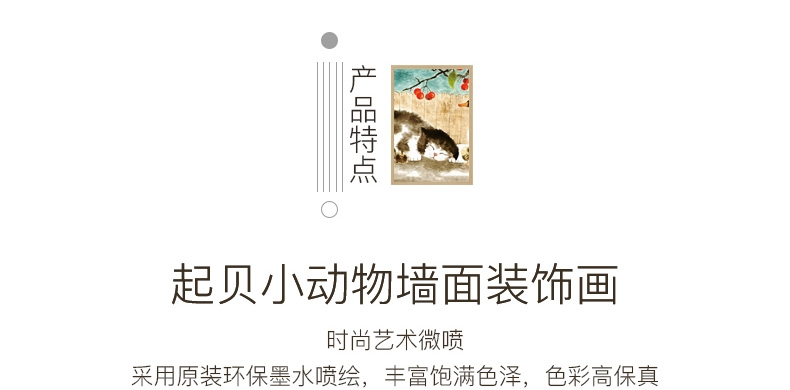 产品特点
起贝小动物墙面装饰画
时尚艺术微喷
采用原装环保墨水喷绘，丰富饱满色泽，色彩高保真